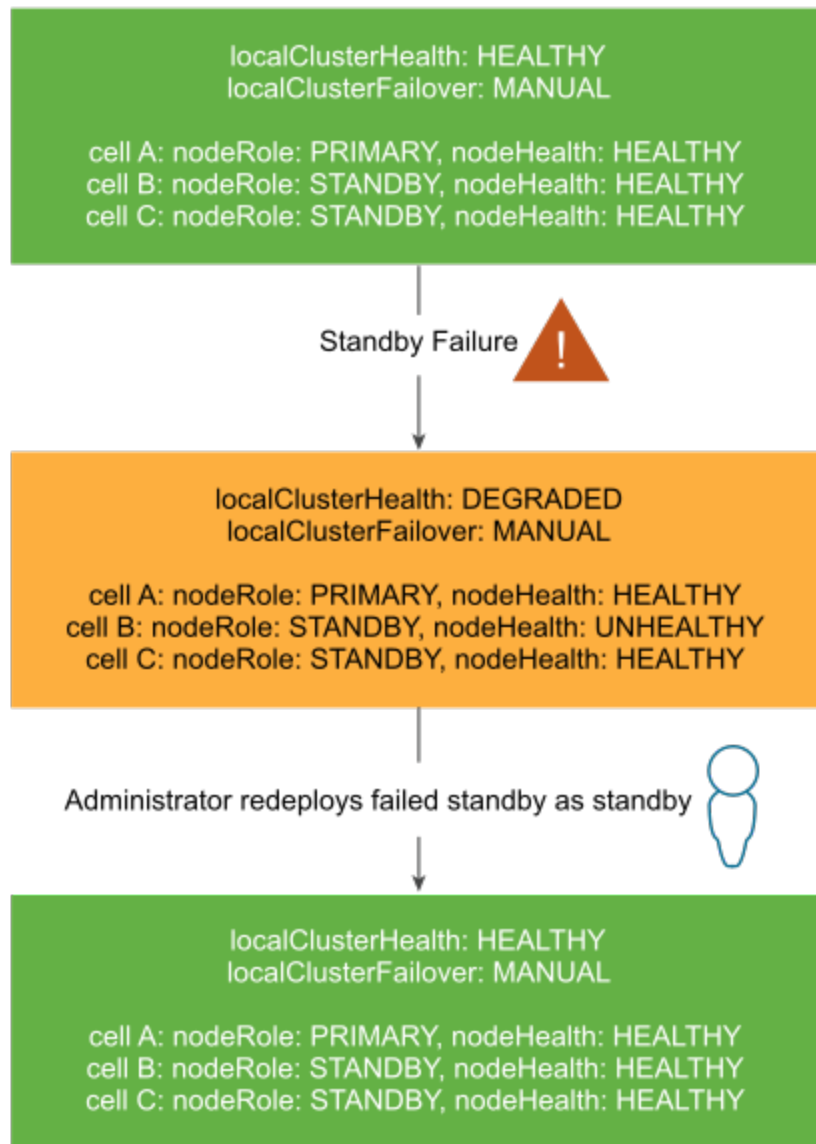 localClusterHealth: HEALTHY
localClusterFailover: MANUAL
cell A: nodeRole: PRIMARY, nodeHealth: HEALTHY
cell B: nodeRole: STANDBY, nodeHealth: HEALTHY
cell C: nodeRole: STANDBY, nodeHealth: HEALTHY
Standby Failure
!
localClusterHealth: DEGRADED
localClusterFailover: MANUAL
cell A: nodeRole: PRIMARY, nodeHealth: HEALTHY
cell B: nodeRole: STANDBY, nodeHealth: UNHEALTHY
cell C: nodeRole: STANDBY, nodeHealth: HEALTHY
Administrator redeploys failed standby as standby
localClusterHealth: HEALTHY
localClusterFailover: MANUAL
cell A: nodeRole: PRIMARY, nodeHealth: HEALTHY
cell B: nodeRole: STANDBY, nodeHealth: HEALTHY
cell C: nodeRole: STANDBY, nodeHealth: HEALTHY